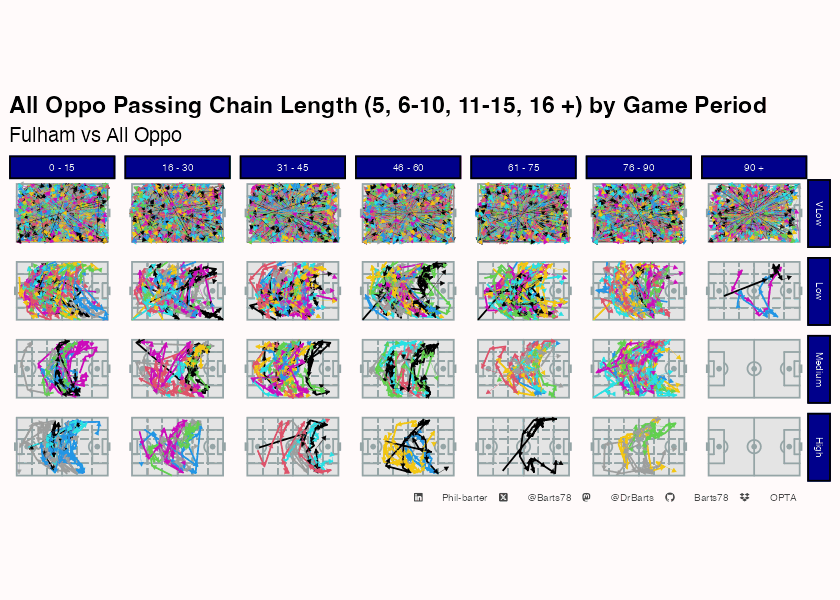 All Oppo Passing Chain Length (5, 6-10, 11-15, 16 +) by Game Period
Fulham vs All Oppo
0 - 15
16 - 30
31 - 45
46 - 60
61 - 75
76 - 90
90 +
VLow
Low
Medium
High
Phil-barter @Barts78 @DrBarts Barts78 OPTA